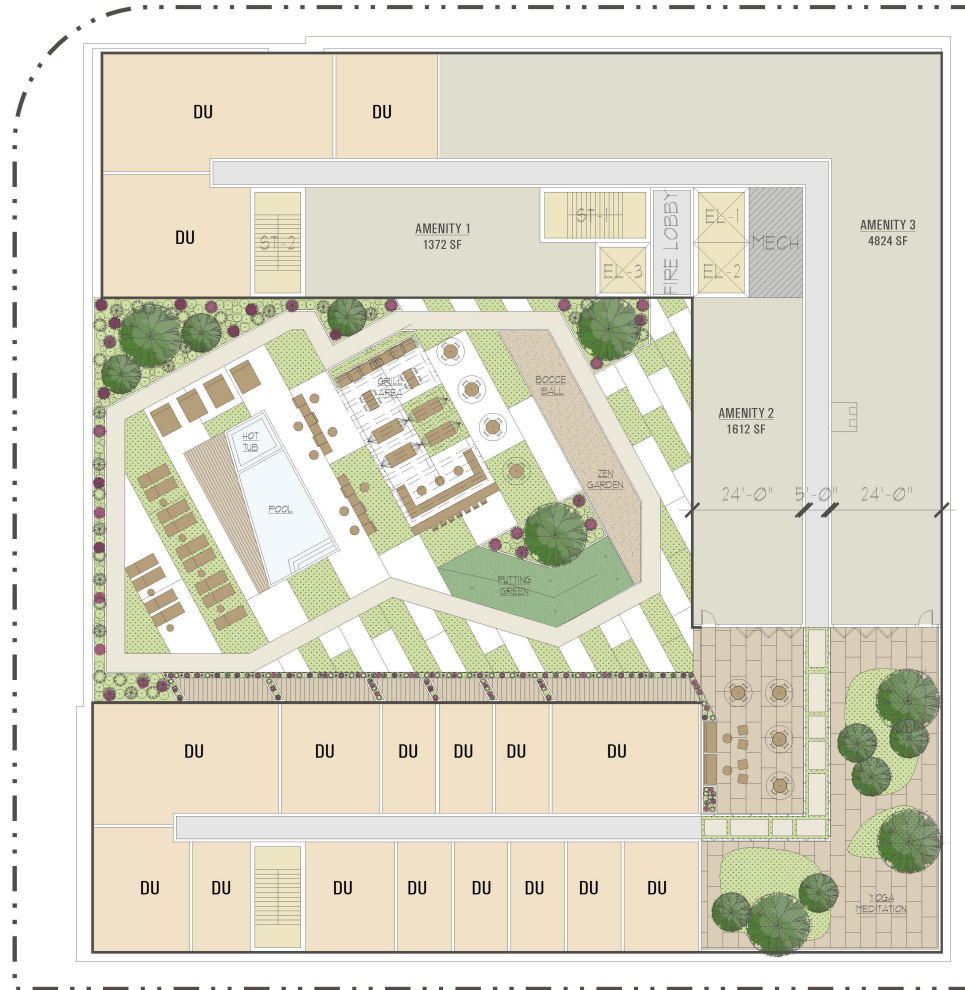 DU
DU
DU
ST-2
AMENITY 1
1372 SF
ST-1
EL-3
FIRE LOBBY
EL-1
EL-2
MECH
AMENITY 3
4824 SF
GRILL
AREA
BOCCE
BALL
HOT
TUB
POOL
ZEN
GARDEN
PUTTING
GREEN
AMENITY 2
1612 SF
24'-0"
5'-0"
24'-0"
DU
DU
DU
DU
DU
DU
DU
DU
DU
DU
DU
DU
DU
DU
YOGA
MEDITATION